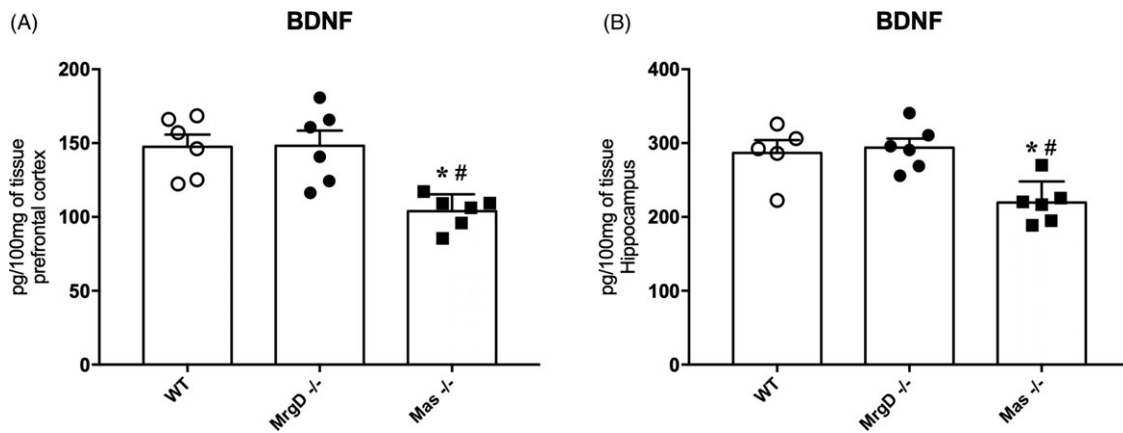 (A)
BDNF
pg/100mg of tissue
prefrontal cortex
200
150
100
50
0
* #
WT
MrgD -/-
Mas -/-
(B)
BDNF
pg/100mg of tissue
Hippocampus
400
300
200
100
0
* #
WT
MrgD -/-
Mas -/-